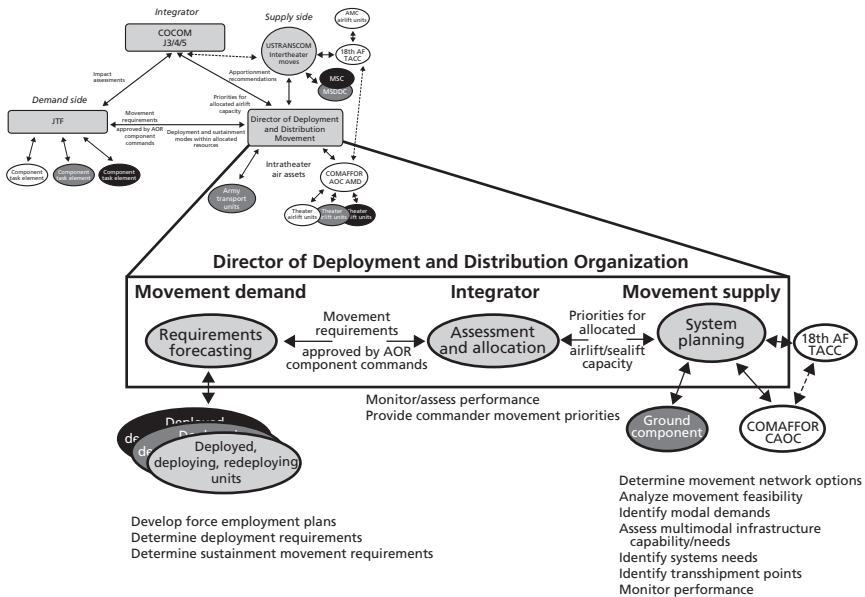 Integrator
COCOM
J3/4/5
Supply side
USTRANSCOM
Intertheater
moves
AMC
airlift units
18th AF
TACC
MSC
MSDDC
Impact
assessments
Apportionment
recommendations
Priorities for
allocated airlift
capacity
Demand side
JTF
Movement
requirements
approved by AOR
component
commands
Deployment and sustainment
modes within allocated
resources
Director of Deployment
and Distribution
Movement
Component
task element
Component
task element
Component
task element
Intratheater
air assets
Army
transport
units
COMAFFOR
AOC AMD
Theater
airlift units
Theater
airlift units
Theater
lift units
Director of Deployment and Distribution Organization
Movement demand
Integrator
Movement supply
Requirements
forecasting
Movement
requirements
approved by AOR
component commands
Assessment
and allocation
Priorities for
allocated
airlift/sealift
capacity
System
planning
18th AF
TACC
Monitor/assess performance
Provide commander movement priorities
Ground
component
COMAFFOR
CAOC
Deployed,
deploying, redeploying
units
Develop force employment plans
Determine deployment requirements
Determine sustainment movement requirements
Determine movement network options
Analyze movement feasibility
Identify modal demands
Assess multimodal infrastructure
capability/needs
Identify systems needs
Identify transshipment points
Monitor performance